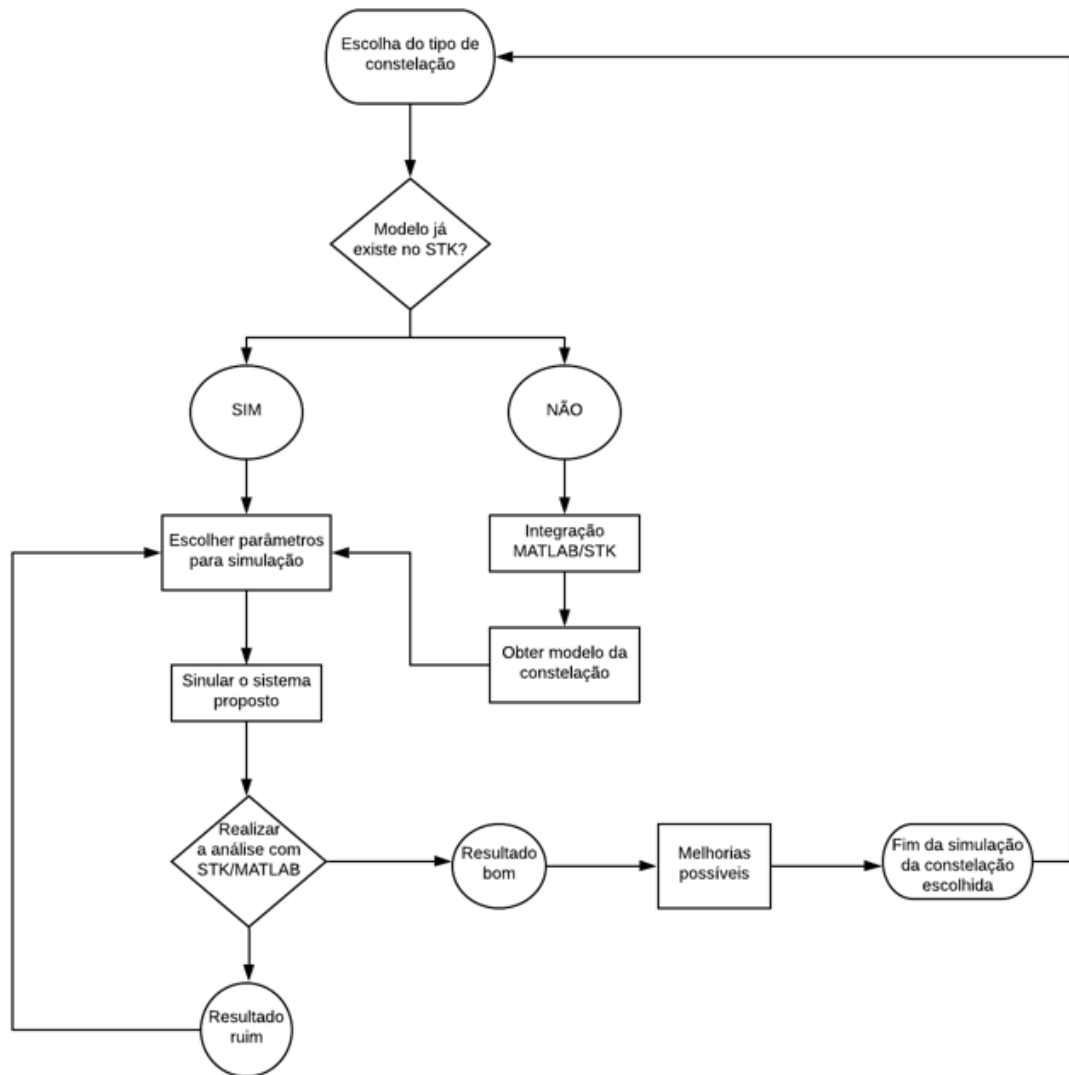 Escolha do tipo de
constelação
Modelo já
existe no STK?
SIM
NÃO
Escolher parâmetros
para simulação
Integração
MATLAB/STK
Obter modelo da
constelação
Sinular o sistema
proposto
Realizar
a análise com
STK/MATLAB
Resultado
bom
Melhorias
possíveis
Fim da simulação
da constelação
escolhida
Resultado
ruim